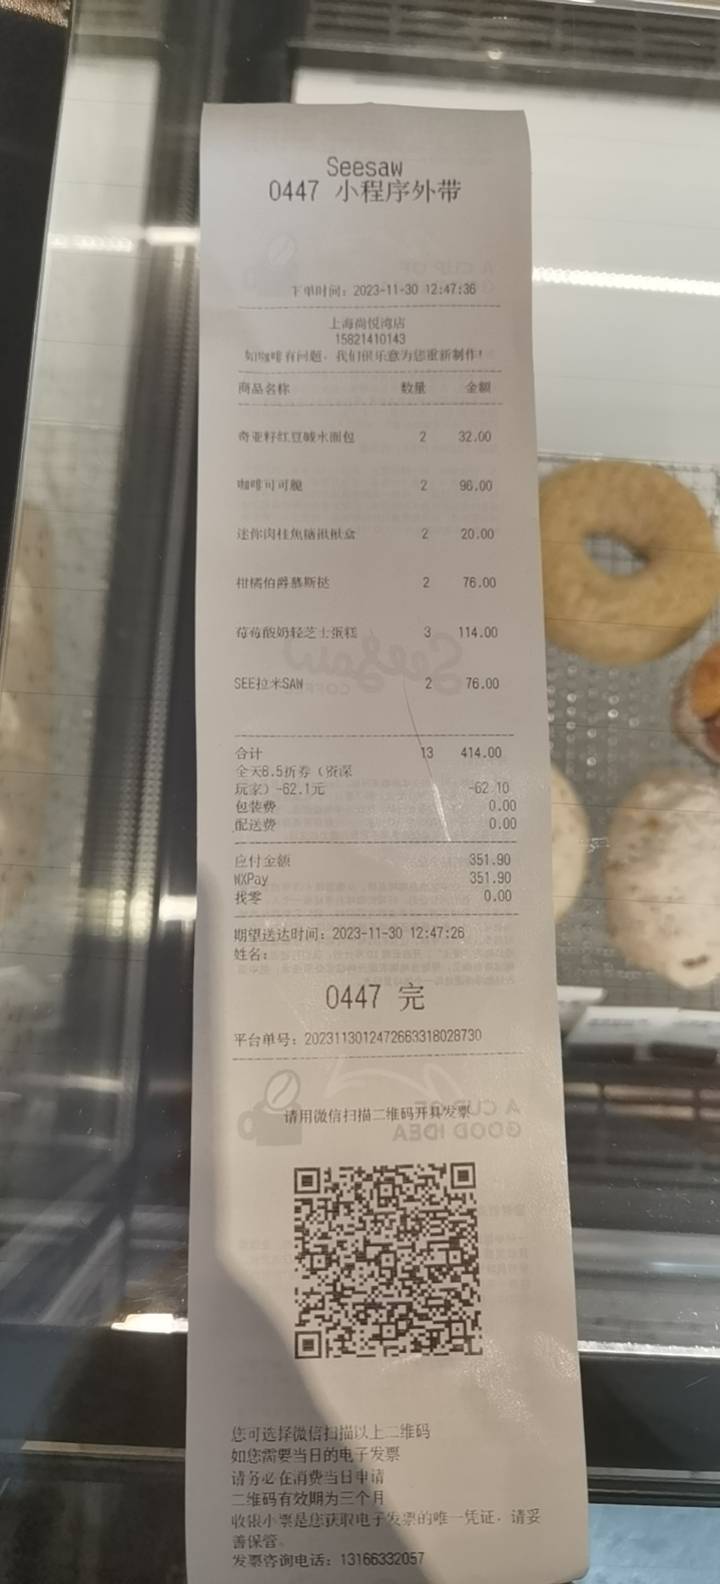 Seesaw
0447 小程序外带
下单时间：2023-11-30 12:47:36
上海尚悦湾店
15821410143
如咖啡有问题，我们很乐意为您重新制作！
商品名称 数量 金额
奇亚籽红豆碱水面包 2 32.00
咖啡可可脆 2 96.00
迷你肉桂焦糖揪揪盒 2 20.00
柑橘伯爵慕斯挞 2 76.00
莓莓酸奶轻芝士蛋糕 3 114.00
SEE拉米SAW 2 76.00
合计 13 414.00
全天8.5折券（资深
玩家）-62.1元 -62.10
包装费 0.00
配送费 0.00
应付金额 351.90
WXPay 351.90
找零 0.00
期望送达时间：2023-11-30 12:47:26
姓名：
0447 完
平台单号：2023113012472663318028730
请用微信扫描二维码开具发票
A CUP OF
GOOD IDEA
您可选择微信扫描以上二维码
如您需要当日的电子发票
请务必在消费当日申请
二维码有效期为三个月
收银小票是您获取电子发票的唯一凭证，请妥
善保管。
发票咨询电话：13166332057